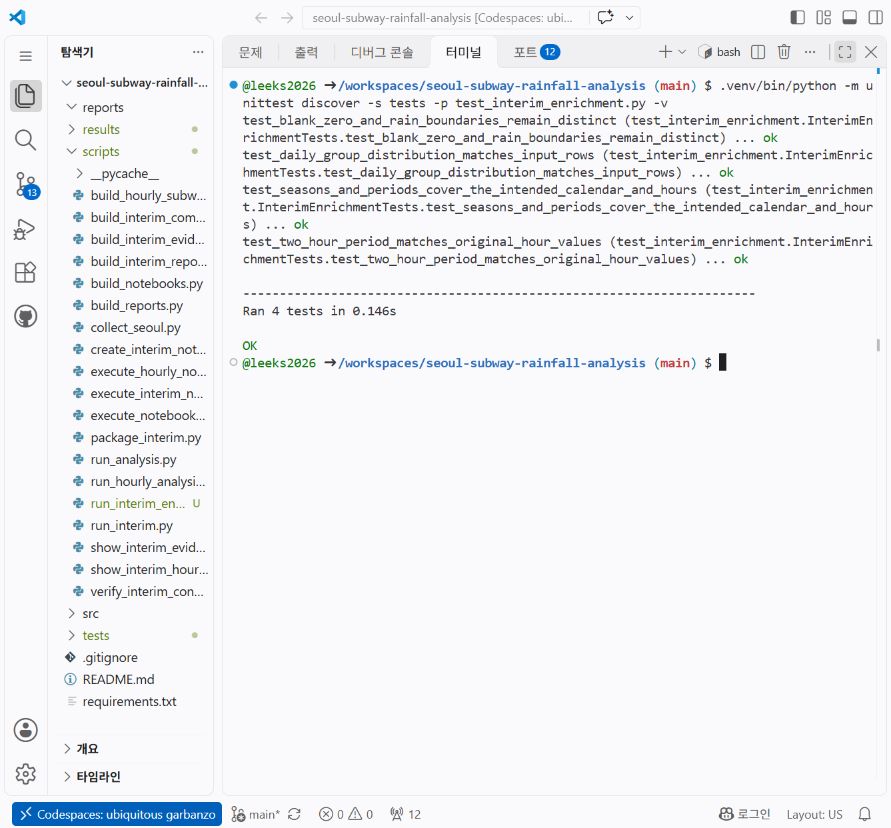 seoul-subway-rainfall-analysis [Codespaces: ubi...
탐색기
문제
출력
디버그 콘솔
터미널
포트 12
bash
seoul-subway-rainfall-...
reports
results
scripts
__pycache__
build_hourly_subw...
build_interim_com...
build_interim_evid...
build_interim_repo...
build_notebooks.py
build_reports.py
collect_seoul.py
create_interim_not...
execute_hourly_no...
execute_interim_n...
execute_notebook...
package_interim.py
run_analysis.py
run_hourly_analysi...
run_interim_en... U
run_interim.py
show_interim_evid...
show_interim_hour...
verify_interim_con...
src
tests
.gitignore
README.md
requirements.txt
개요
타임라인
13
@leeks2026 → /workspaces/seoul-subway-rainfall-analysis (main) $ .venv/bin/python -m u
nittest discover -s tests -p test_interim_enrichment.py -v
test_blank_zero_and_rain_boundaries_remain_distinct (test_interim_enrichment.InterimEn
richmentTests.test_blank_zero_and_rain_boundaries_remain_distinct) ... ok
test_daily_group_distribution_matches_input_rows (test_interim_enrichment.InterimEnric
hmentTests.test_daily_group_distribution_matches_input_rows) ... ok
test_seasons_and_periods_cover_the_intended_calendar_and_hours (test_interim_enrichmen
t.InterimEnrichmentTests.test_seasons_and_periods_cover_the_intended_calendar_and_hour
s) ... ok
test_two_hour_period_matches_original_hour_values (test_interim_enrichment.InterimEnri
chmentTests.test_two_hour_period_matches_original_hour_values) ... ok
----------------------------------------------------------------------
Ran 4 tests in 0.146s
OK
@leeks2026 → /workspaces/seoul-subway-rainfall-analysis (main) $
Codespaces: ubiquitous garbanzo
main*
0
0
12
로그인
Layout: US